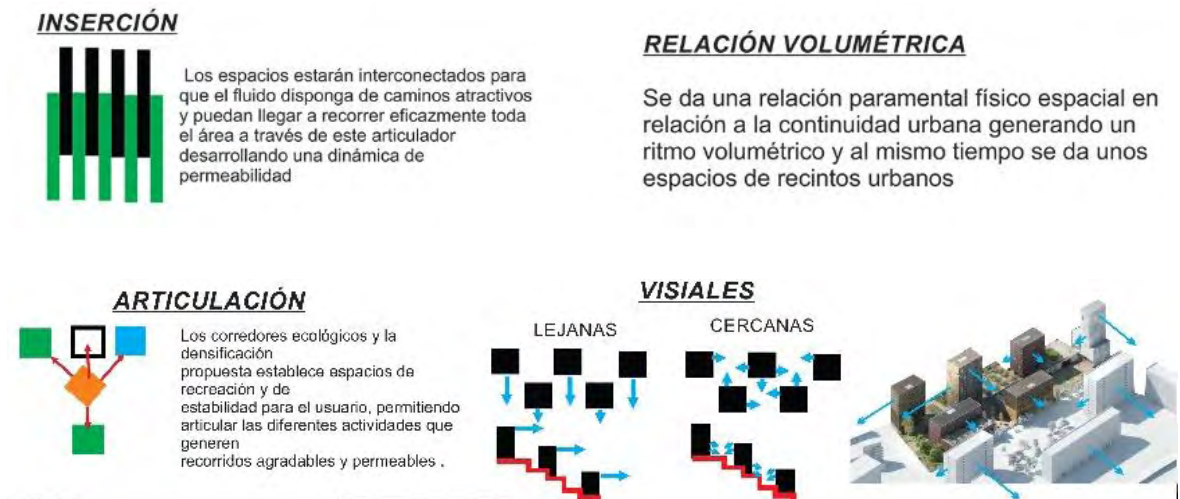 INSERCIÓN
Los espacios estarán interconectados para
que el fluido disponga de caminos atractivos
y puedan llegar a recorrer eficazmente toda
el área a través de este articulador
desarrollando una dinámica de
permeabilidad
RELACIÓN VOLUMÉTRICA
Se da una relación paramental físico espacial en
relación a la continuidad urbana generando un
ritmo volumétrico y al mismo tiempo se da unos
espacios de recintos urbanos
ARTICULACIÓN
Los corredores ecológicos y la
densificación
propuesta establece espacios de
recreación y de
estabilidad para el usuario, permitiendo
articular las diferentes actividades que
generen
recorridos agradables y permeables .
VISIALES
LEJANAS
CERCANAS